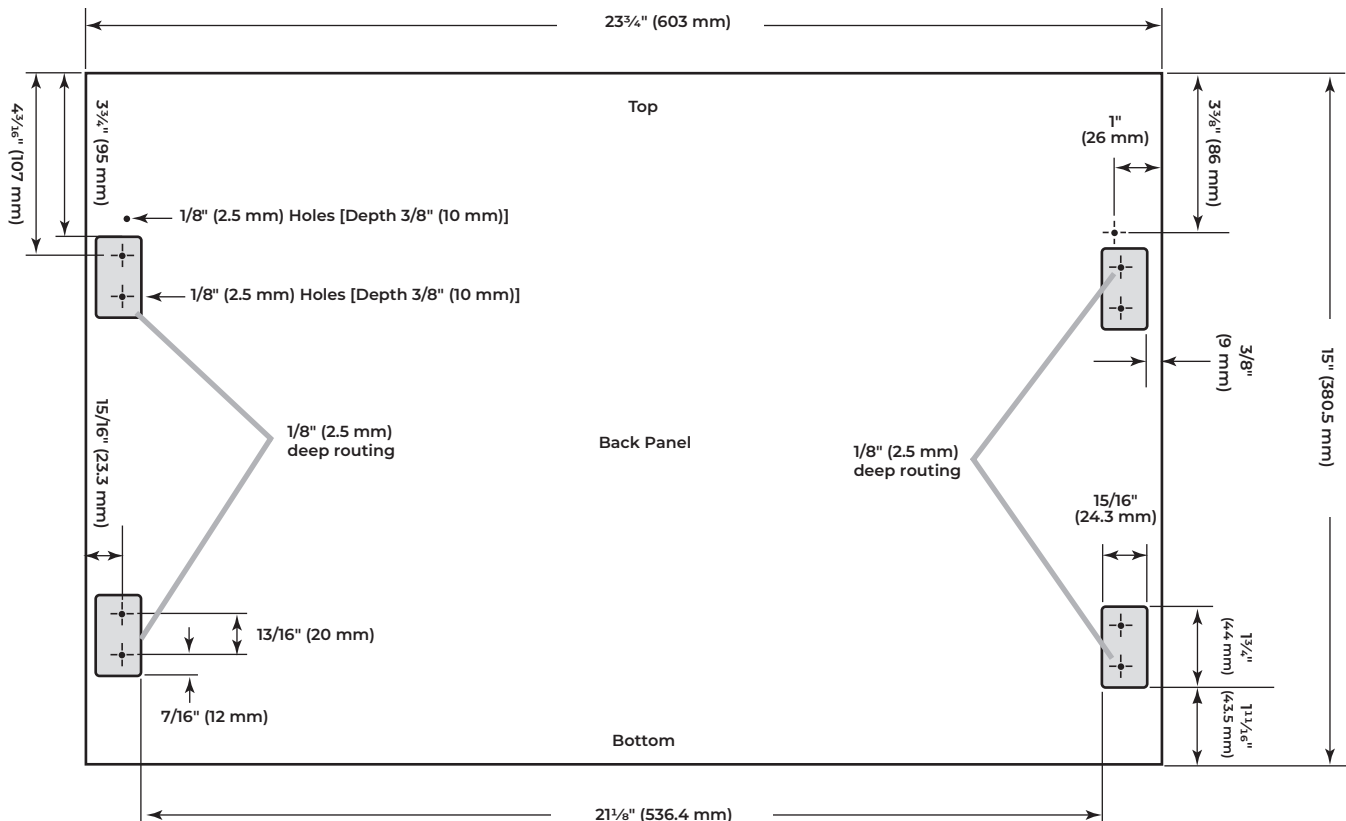 23¾" (603 mm)
Top
4³⁄₁₆" (107 mm)
3¾" (95 mm)
1"
(26 mm)
3⅜" (86 mm)
1/8" (2.5 mm) Holes [Depth 3/8" (10 mm)]
1/8" (2.5 mm) Holes [Depth 3/8" (10 mm)]
3/8"
(9 mm)
15" (380.5 mm)
15/16" (23.3 mm)
1/8" (2.5 mm)
deep routing
Back Panel
1/8" (2.5 mm)
deep routing
15/16"
(24.3 mm)
13/16" (20 mm)
1¾"
(44 mm)
7/16" (12 mm)
1¹¹⁄₁₆"
(43.5 mm)
Bottom
21⅛" (536.4 mm)